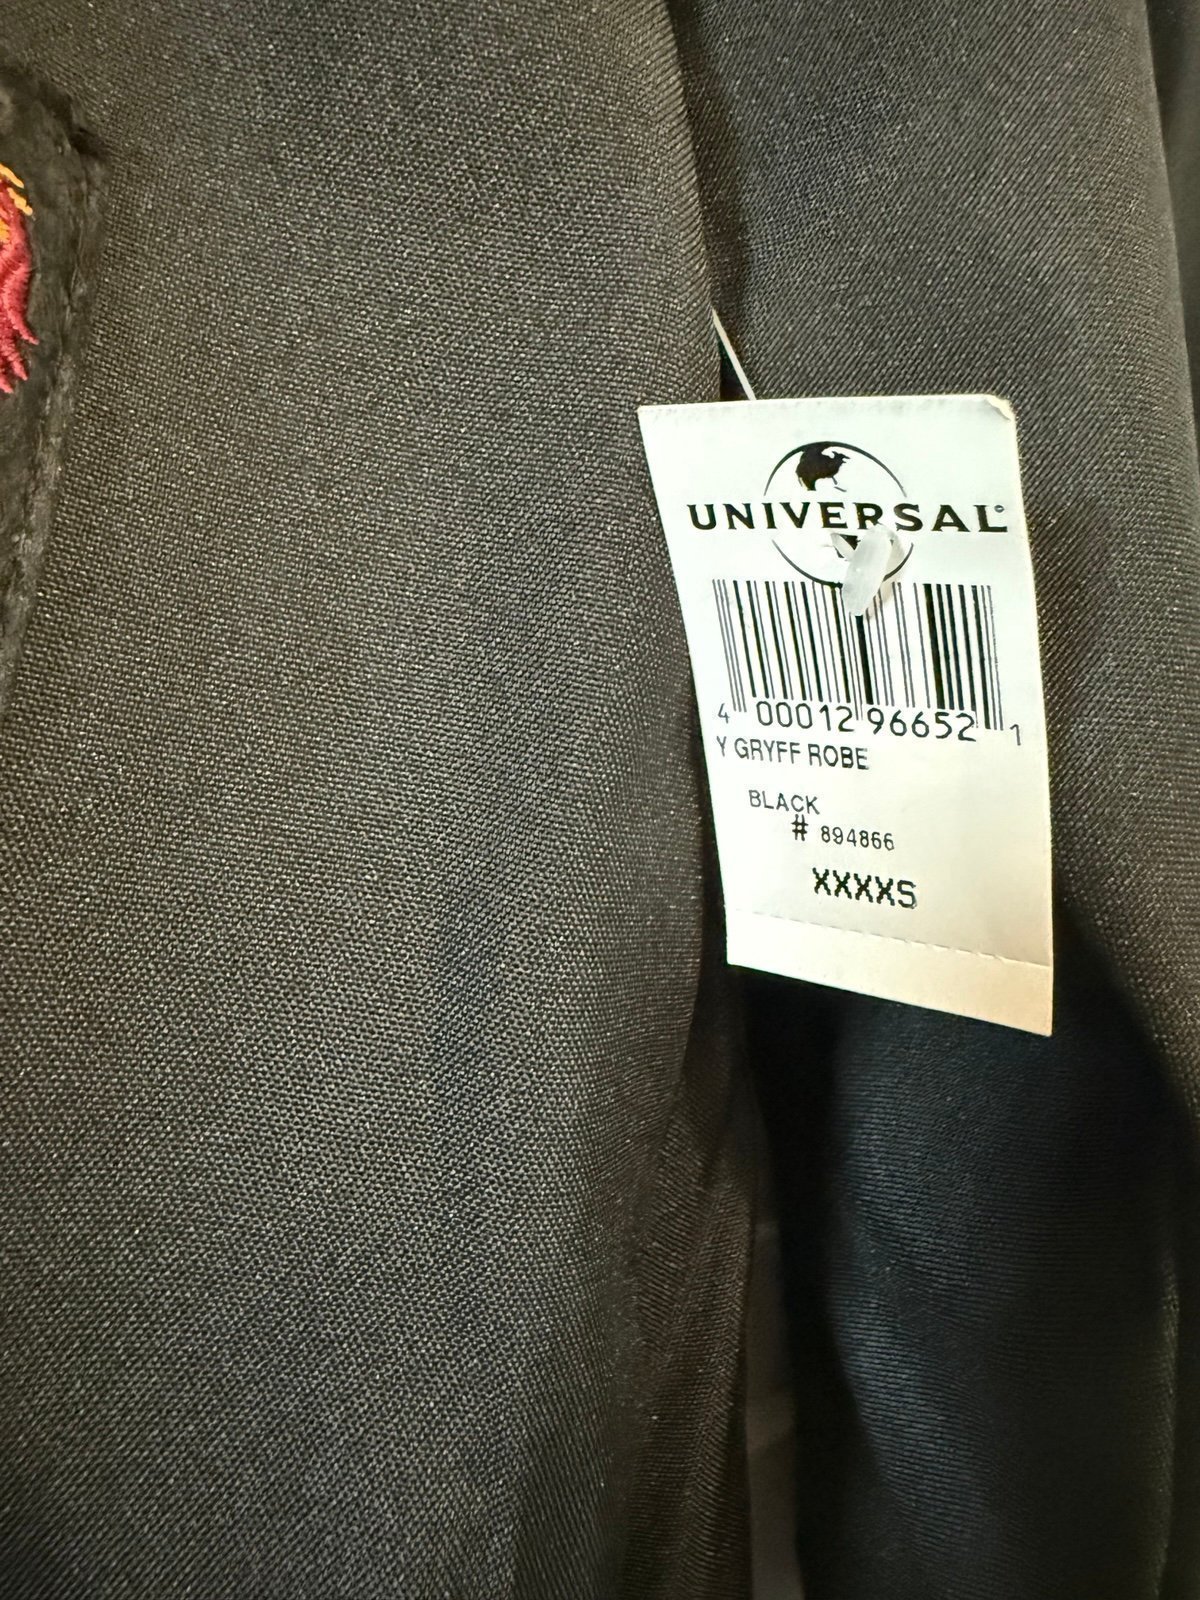 UNIVERSAL®
4 00012 96652 1
Y GRYFF ROBE
BLACK
# 894866
XXXXS